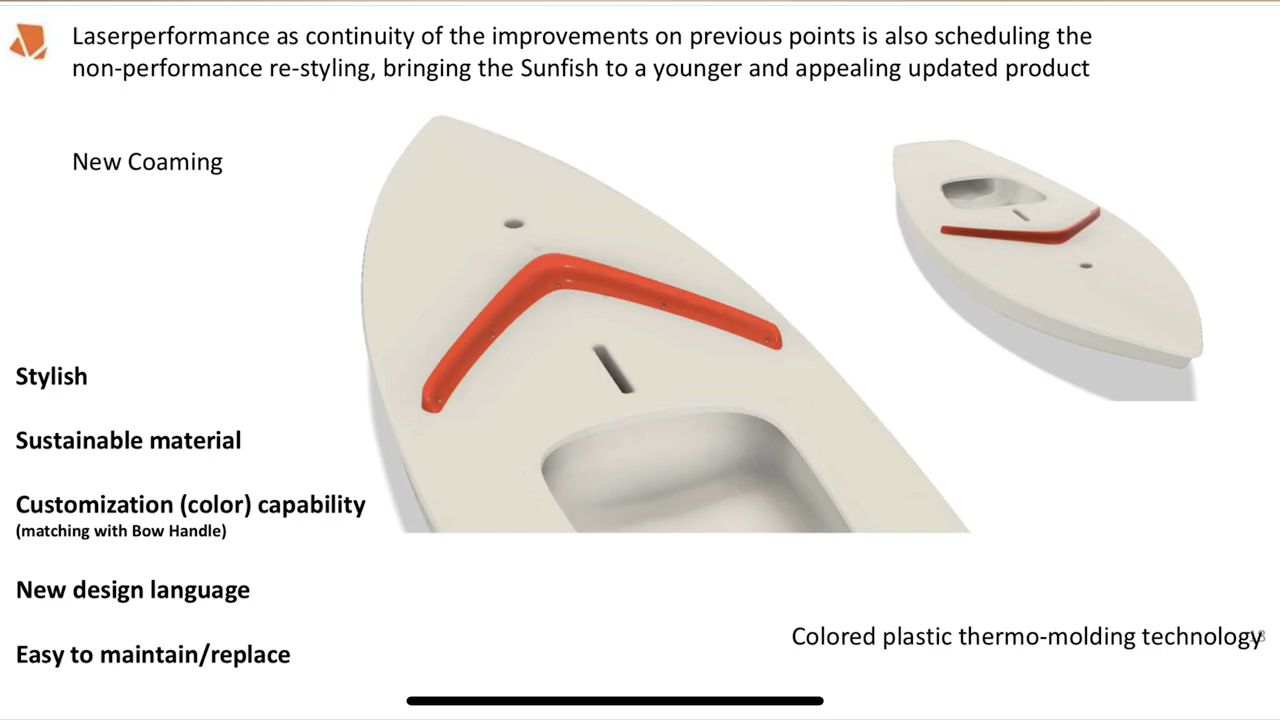 Laserperformance as continuity of the improvements on previous points is also scheduling the
non-performance re-styling, bringing the Sunfish to a younger and appealing updated product
New Coaming
Stylish
Sustainable material
Customization (color) capability
(matching with Bow Handle)
New design language
Easy to maintain/replace
Colored plastic thermo-molding technology